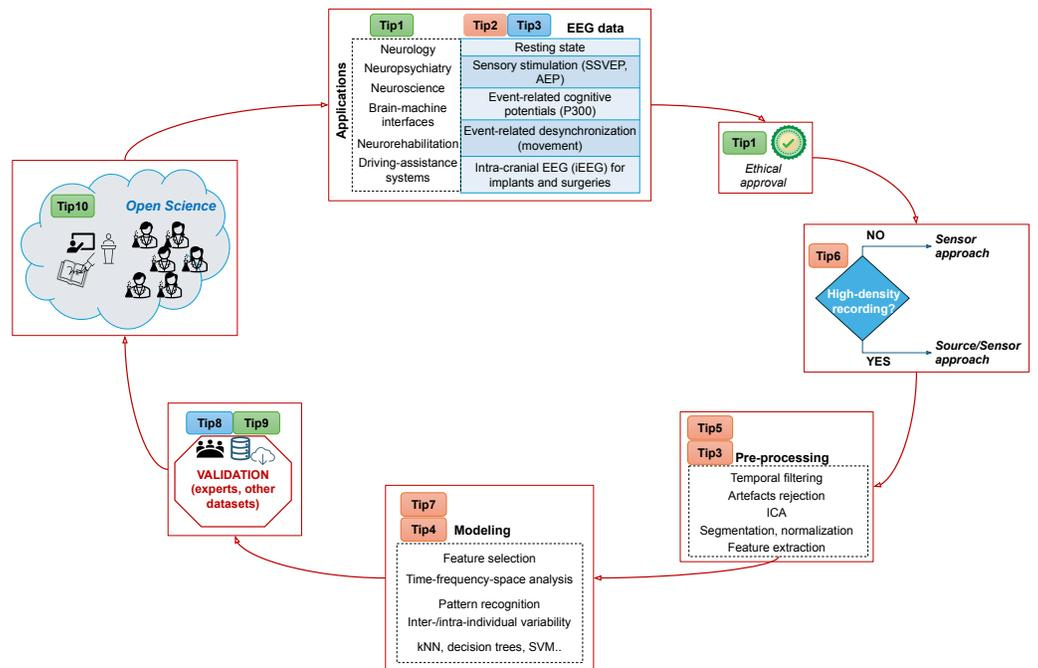 Tip1
Tip2
Tip3
EEG data
Applications
Neurology
Neuropsychiatry
Neuroscience
Brain-machine
interfaces
Neurorehabilitation
Driving-assistance
systems
Resting state
Sensory stimulation (SSVEP,
AEP)
Event-related cognitive
potentials (P300)
Event-related desynchronization
(movement)
Intra-cranial EEG (iEEG) for
implants and surgeries
Tip1
Ethical
approval
Tip6
NO
Sensor
approach
High-density
recording?
YES
Source/Sensor
approach
Tip5
Tip3
Pre-processing
Temporal filtering
Artefacts rejection
ICA
Segmentation, normalization
Feature extraction
Tip7
Tip4
Modeling
Feature selection
Time-frequency-space analysis
Pattern recognition
Inter-/intra-individual variability
kNN, decision trees, SVM..
Tip8
Tip9
VALIDATION
(experts, other
datasets)
Tip10
Open Science